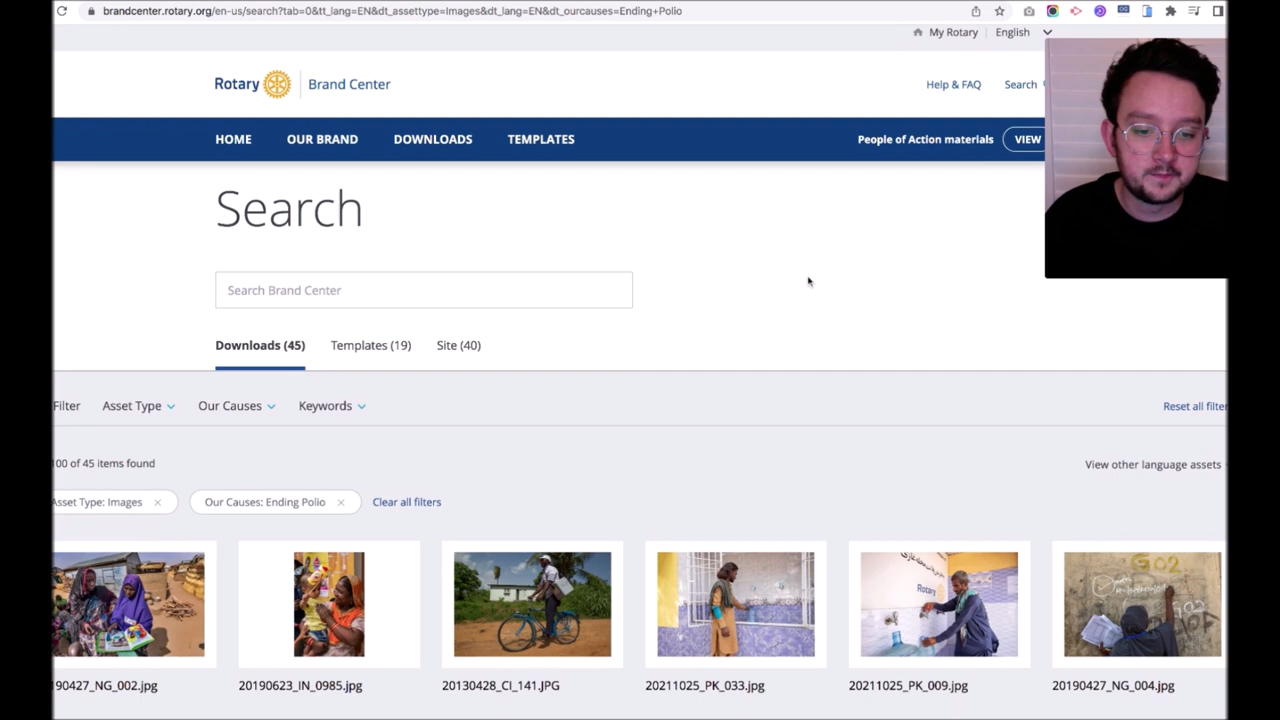 brandcenter.rotary.org/en-us/search?tab=0&tt_lang=EN&dt_assettype=Images&dt_lang=EN&dt_ourcauses=Ending+Polio
My Rotary English
Rotary Brand Center
Help & FAQ Search
HOME OUR BRAND DOWNLOADS TEMPLATES
People of Action materials VIEW
Search
Search Brand Center
Downloads (45) Templates (19) Site (40)
Filter Asset Type Our Causes Keywords
Reset all filter
100 of 45 items found
View other language assets
Asset Type: Images × Our Causes: Ending Polio × Clear all filters
Rotary
GO2
190427_NG_002.jpg 20190623_IN_0985.jpg 20130428_CI_141.JPG 20211025_PK_033.jpg 20211025_PK_009.jpg 20190427_NG_004.jpg